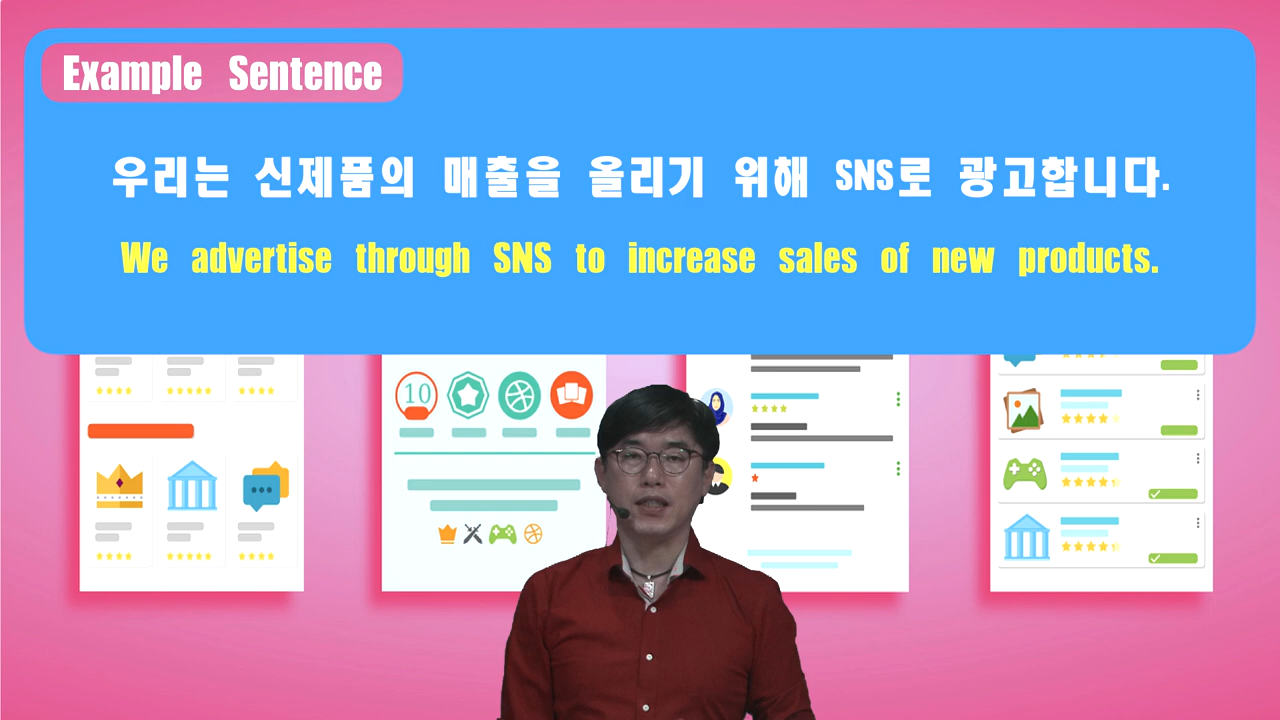 Example Sentence
우리는 신제품의 매출을 올리기 위해 SNS로 광고합니다.
We advertise through SNS to increase sales of new products.
10